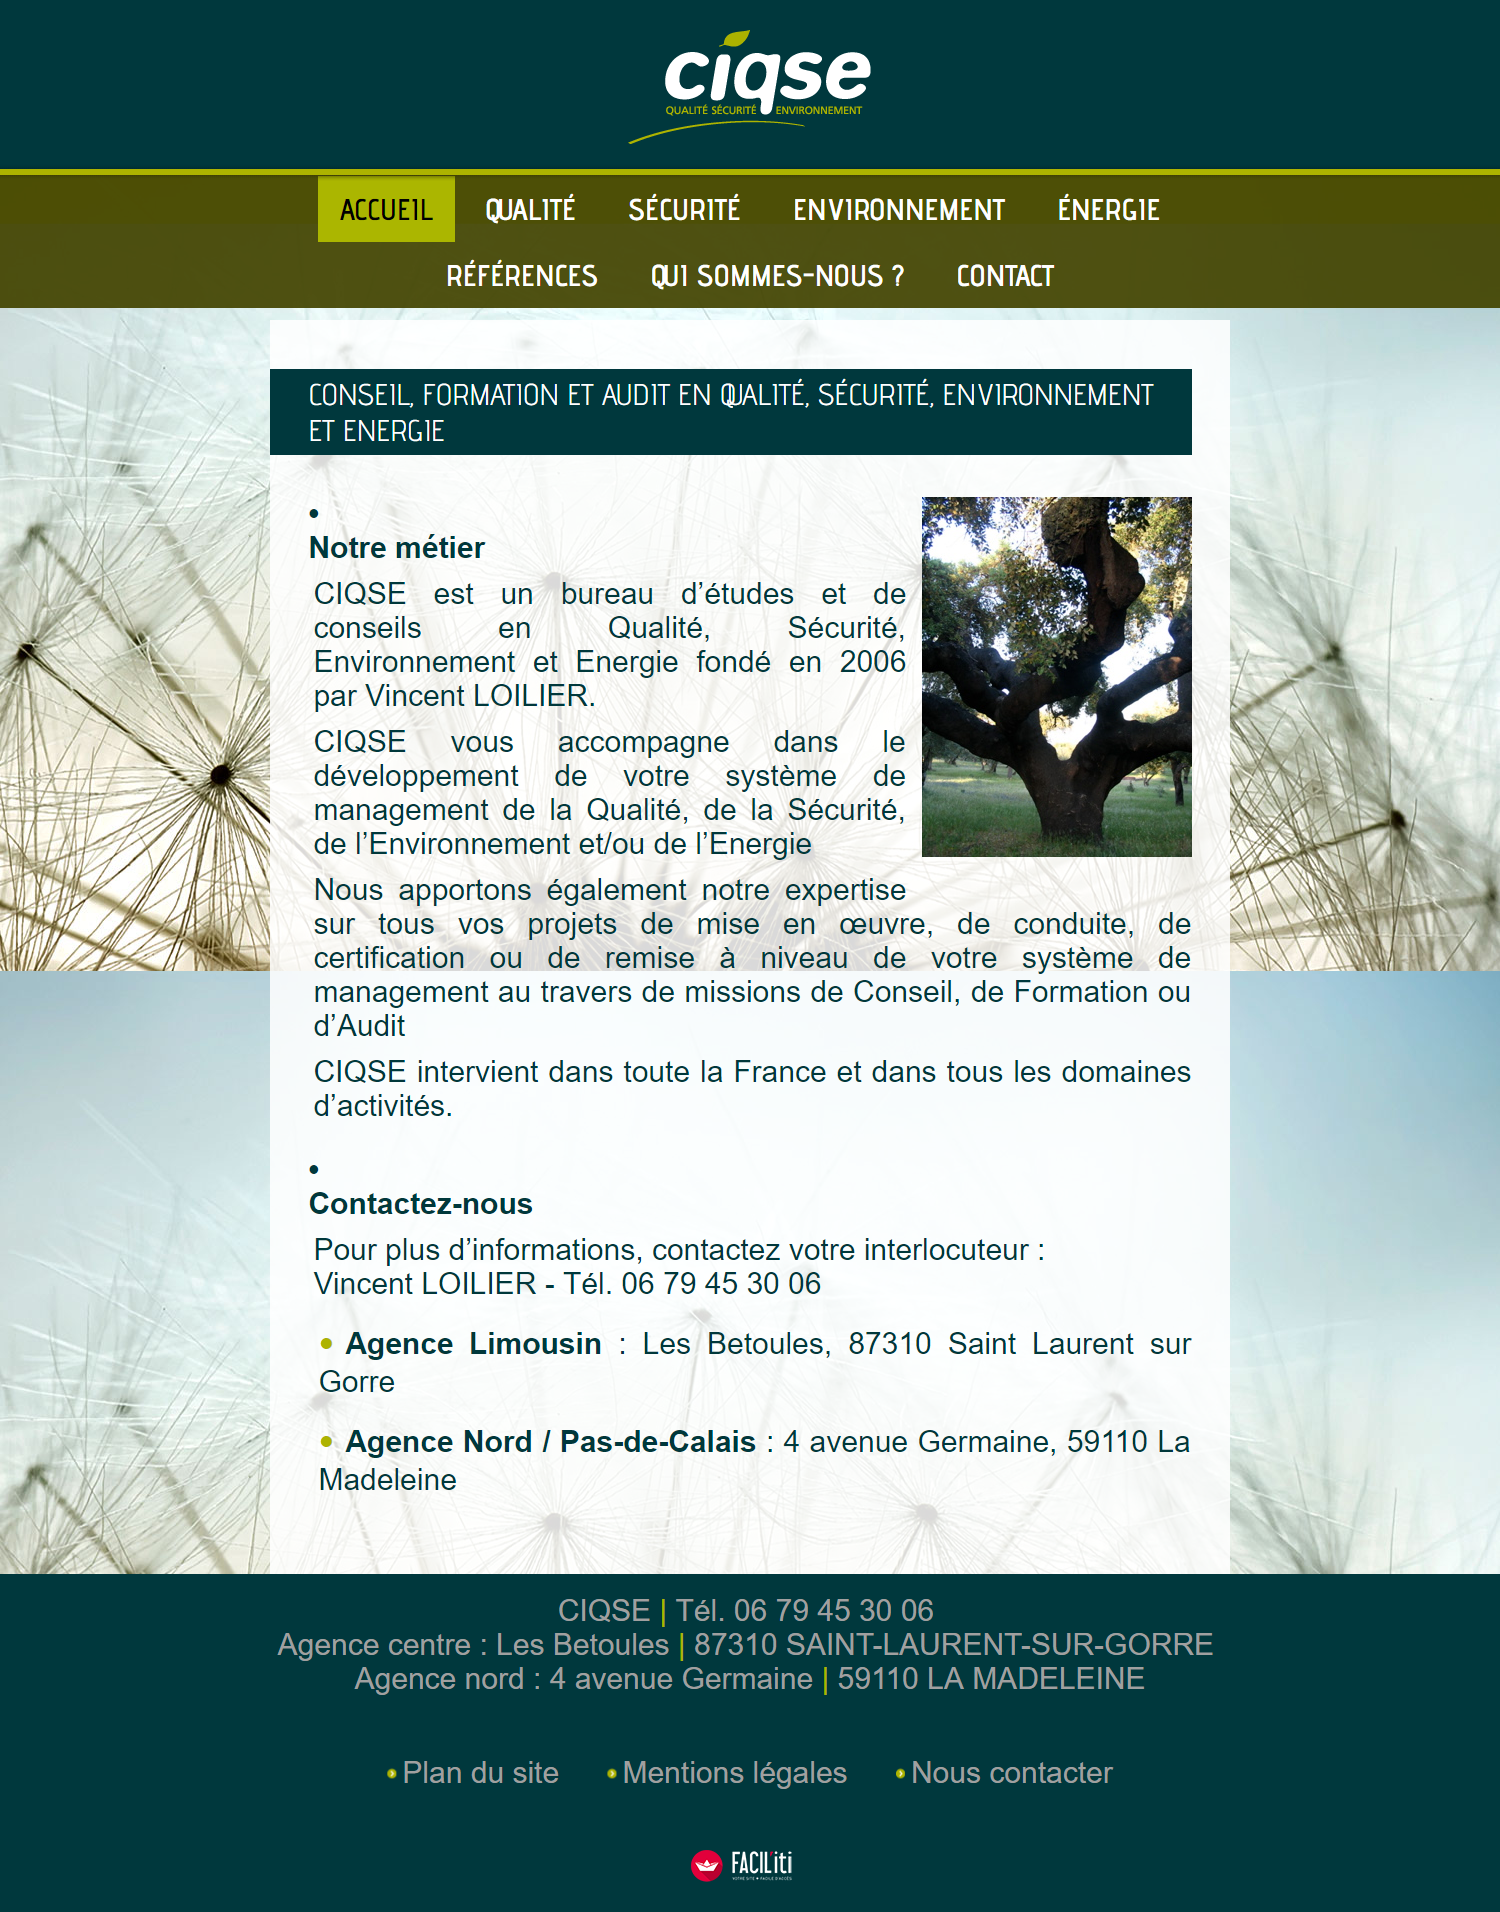 ciqse
QUALITÉ SÉCURITÉ ENVIRONNEMENT
ACCUEIL QUALITÉ SÉCURITÉ ENVIRONNEMENT ÉNERGIE
RÉFÉRENCES QUI SOMMES-NOUS ? CONTACT
CONSEIL, FORMATION ET AUDIT EN QUALITÉ, SÉCURITÉ, ENVIRONNEMENT
ET ENERGIE
•
Notre métier
CIQSE est un bureau d’études et de
conseils en Qualité, Sécurité,
Environnement et Energie fondé en 2006
par Vincent LOILIER.
CIQSE vous accompagne dans le
développement de votre système de
management de la Qualité, de la Sécurité,
de l’Environnement et/ou de l’Energie
Nous apportons également notre expertise
sur tous vos projets de mise en œuvre, de conduite, de
certification ou de remise à niveau de votre système de
management au travers de missions de Conseil, de Formation ou
d’Audit
CIQSE intervient dans toute la France et dans tous les domaines
d’activités.
•
Contactez-nous
Pour plus d’informations, contactez votre interlocuteur :
Vincent LOILIER - Tél. 06 79 45 30 06
• Agence Limousin : Les Betoules, 87310 Saint Laurent sur
Gorre
• Agence Nord / Pas-de-Calais : 4 avenue Germaine, 59110 La
Madeleine
CIQSE | Tél. 06 79 45 30 06
Agence centre : Les Betoules | 87310 SAINT-LAURENT-SUR-GORRE
Agence nord : 4 avenue Germaine | 59110 LA MADELEINE
Plan du site Mentions légales Nous contacter
FACIL'iti
VOTRE SITE + FACILE D'ACCÈS